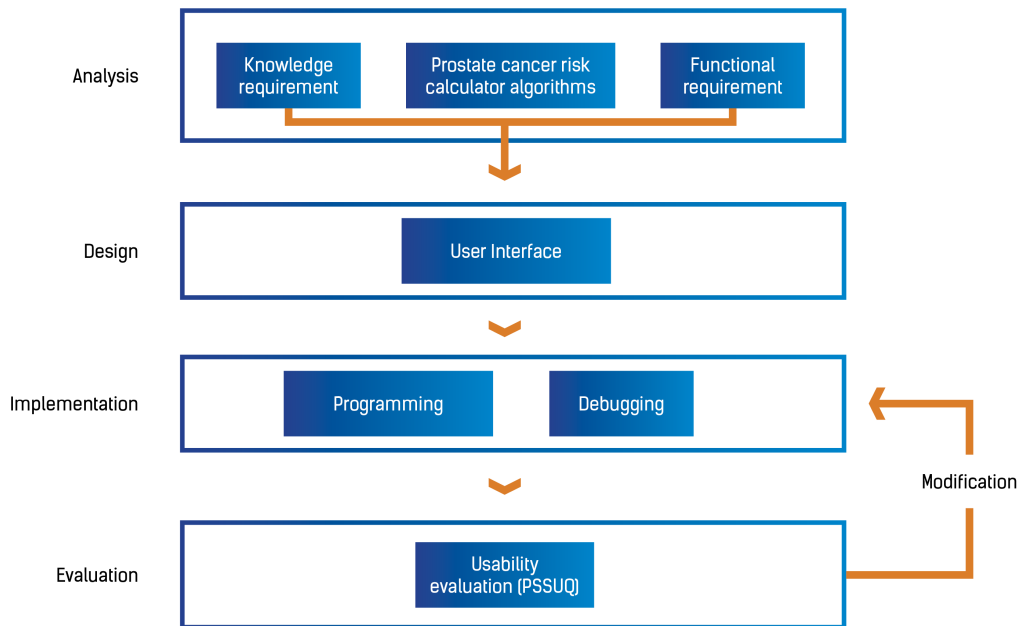 Analysis
Knowledge
requirement
Prostate cancer risk
calculator algorithms
Functional
requirement
Design
User Interface
Implementation
Programming
Debugging
Modification
Evaluation
Usability
evaluation (PSSUQ)